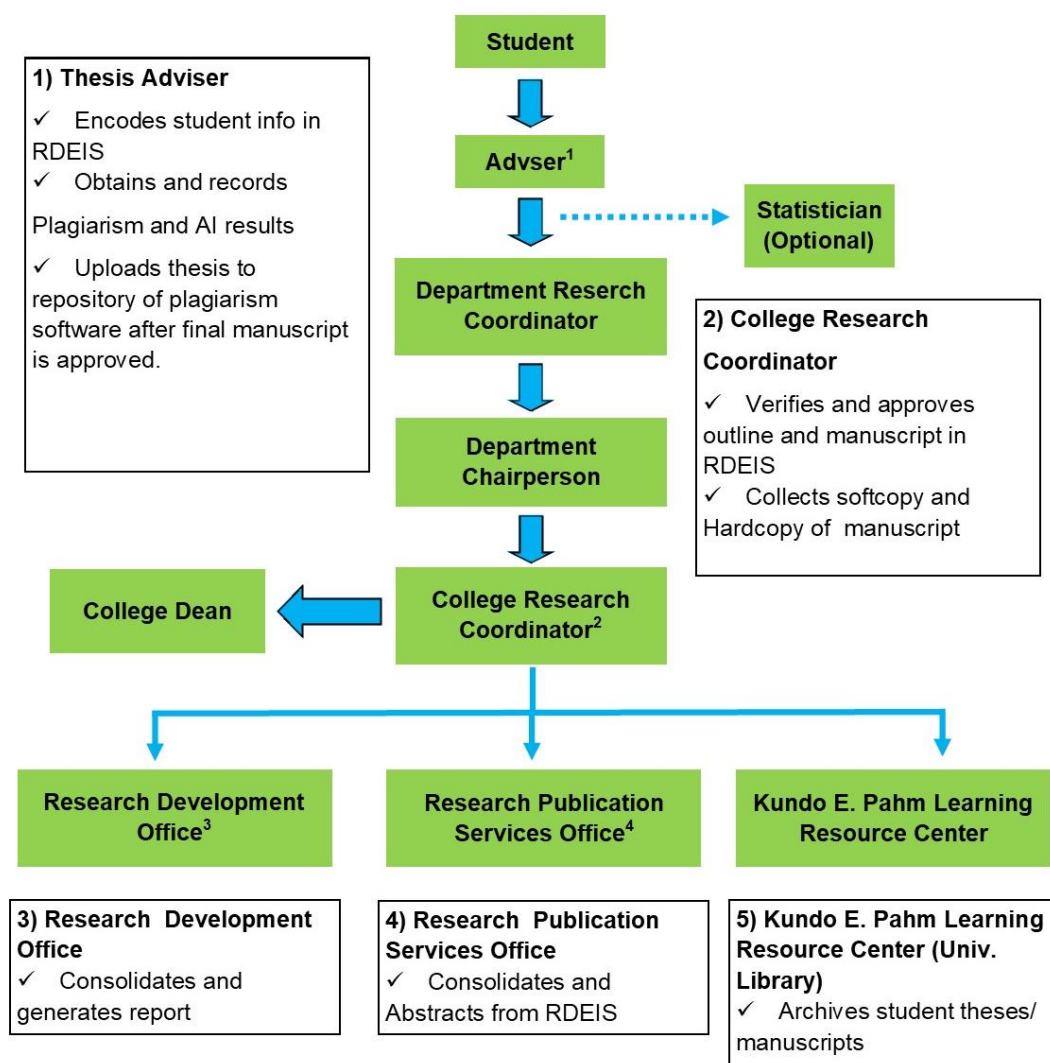 Student
1) Thesis Adviser
✓ Encodes student info in
RDEIS
✓ Obtains and records
Plagiarism and AI results
✓ Uploads thesis to
repository of plagiarism
software after final manuscript
is approved.
Advser¹
Statistician
(Optional)
Department Reserch
Coordinator
2) College Research
Coordinator
✓ Verifies and approves
outline and manuscript in
RDEIS
✓ Collects softcopy and
Hardcopy of manuscript
Department
Chairperson
College Dean
College Research
Coordinator²
Research Development
Office³
Research Publication
Services Office⁴
Kundo E. Pahm Learning
Resource Center
3) Research Development
Office
✓ Consolidates and
generates report
4) Research Publication
Services Office
✓ Consolidates and
Abstracts from RDEIS
5) Kundo E. Pahm Learning
Resource Center (Univ.
Library)
✓ Archives student theses/
manuscripts